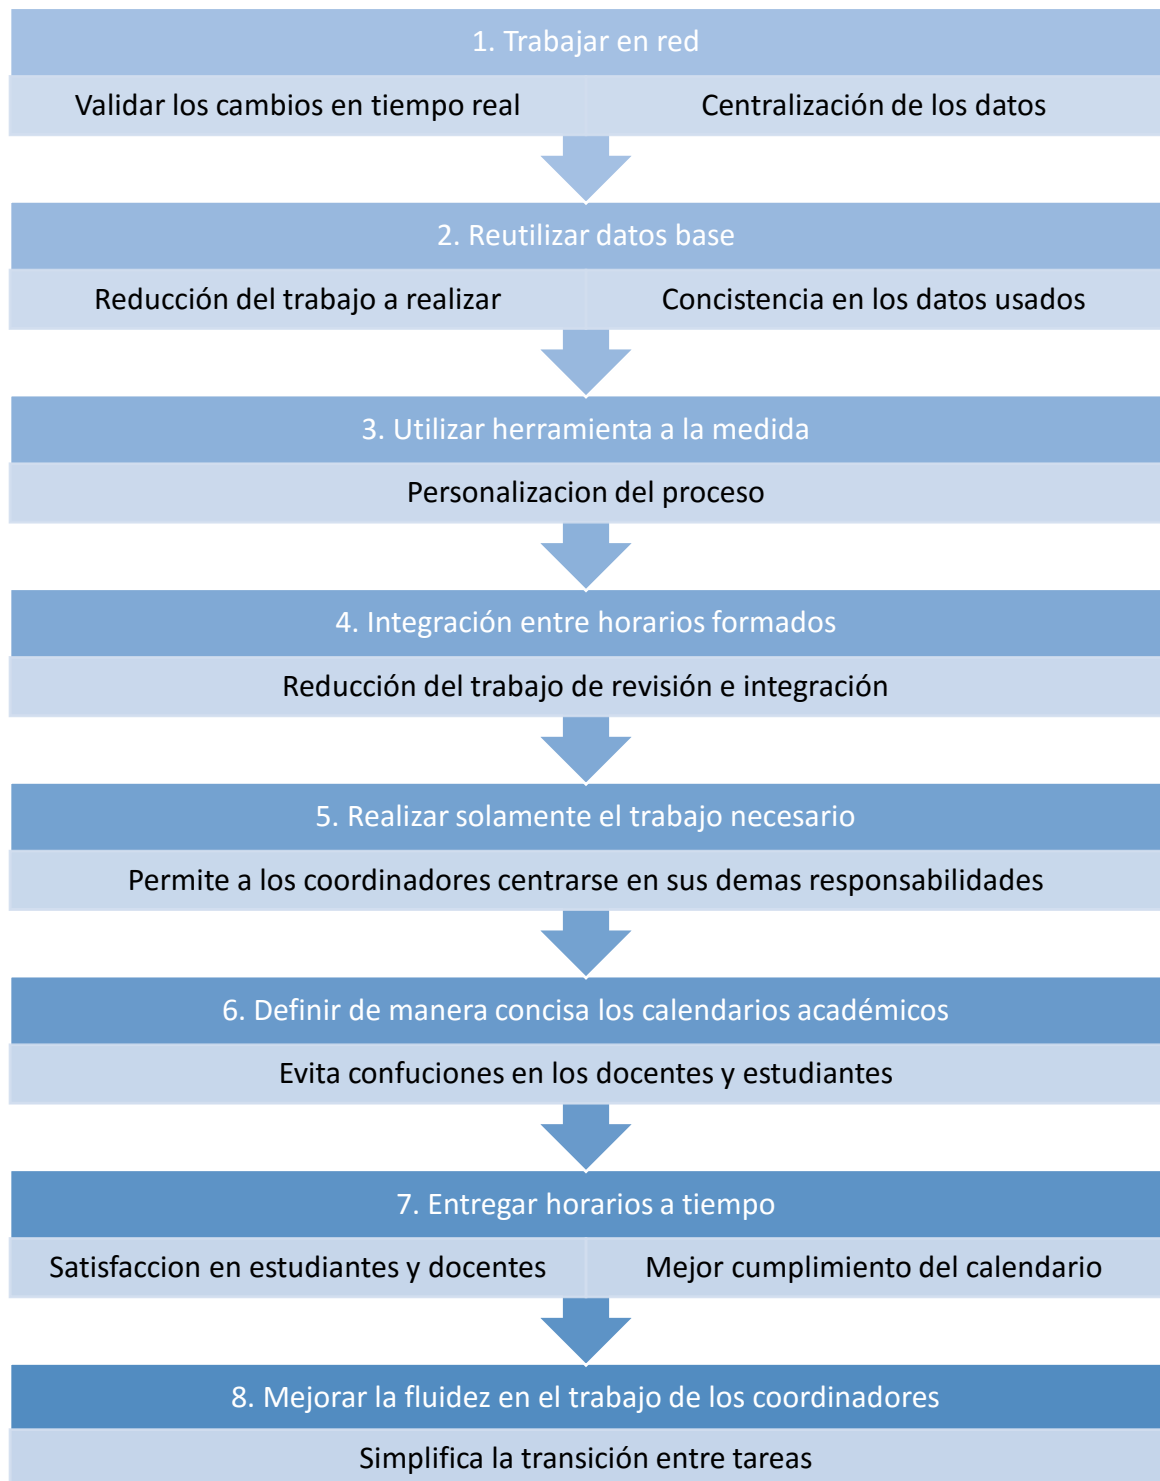 1. Trabajar en red
Validar los cambios en tiempo real
Centralización de los datos
2. Reutilizar datos base
Reducción del trabajo a realizar
Concistencia en los datos usados
3. Utilizar herramienta a la medida
Personalizacion del proceso
4. Integración entre horarios formados
Reducción del trabajo de revisión e integración
5. Realizar solamente el trabajo necesario
Permite a los coordinadores centrarse en sus demas responsabilidades
6. Definir de manera concisa los calendarios académicos
Evita confuciones en los docentes y estudiantes
7. Entregar horarios a tiempo
Satisfaccion en estudiantes y docentes
Mejor cumplimiento del calendario
8. Mejorar la fluidez en el trabajo de los coordinadores
Simplifica la transición entre tareas